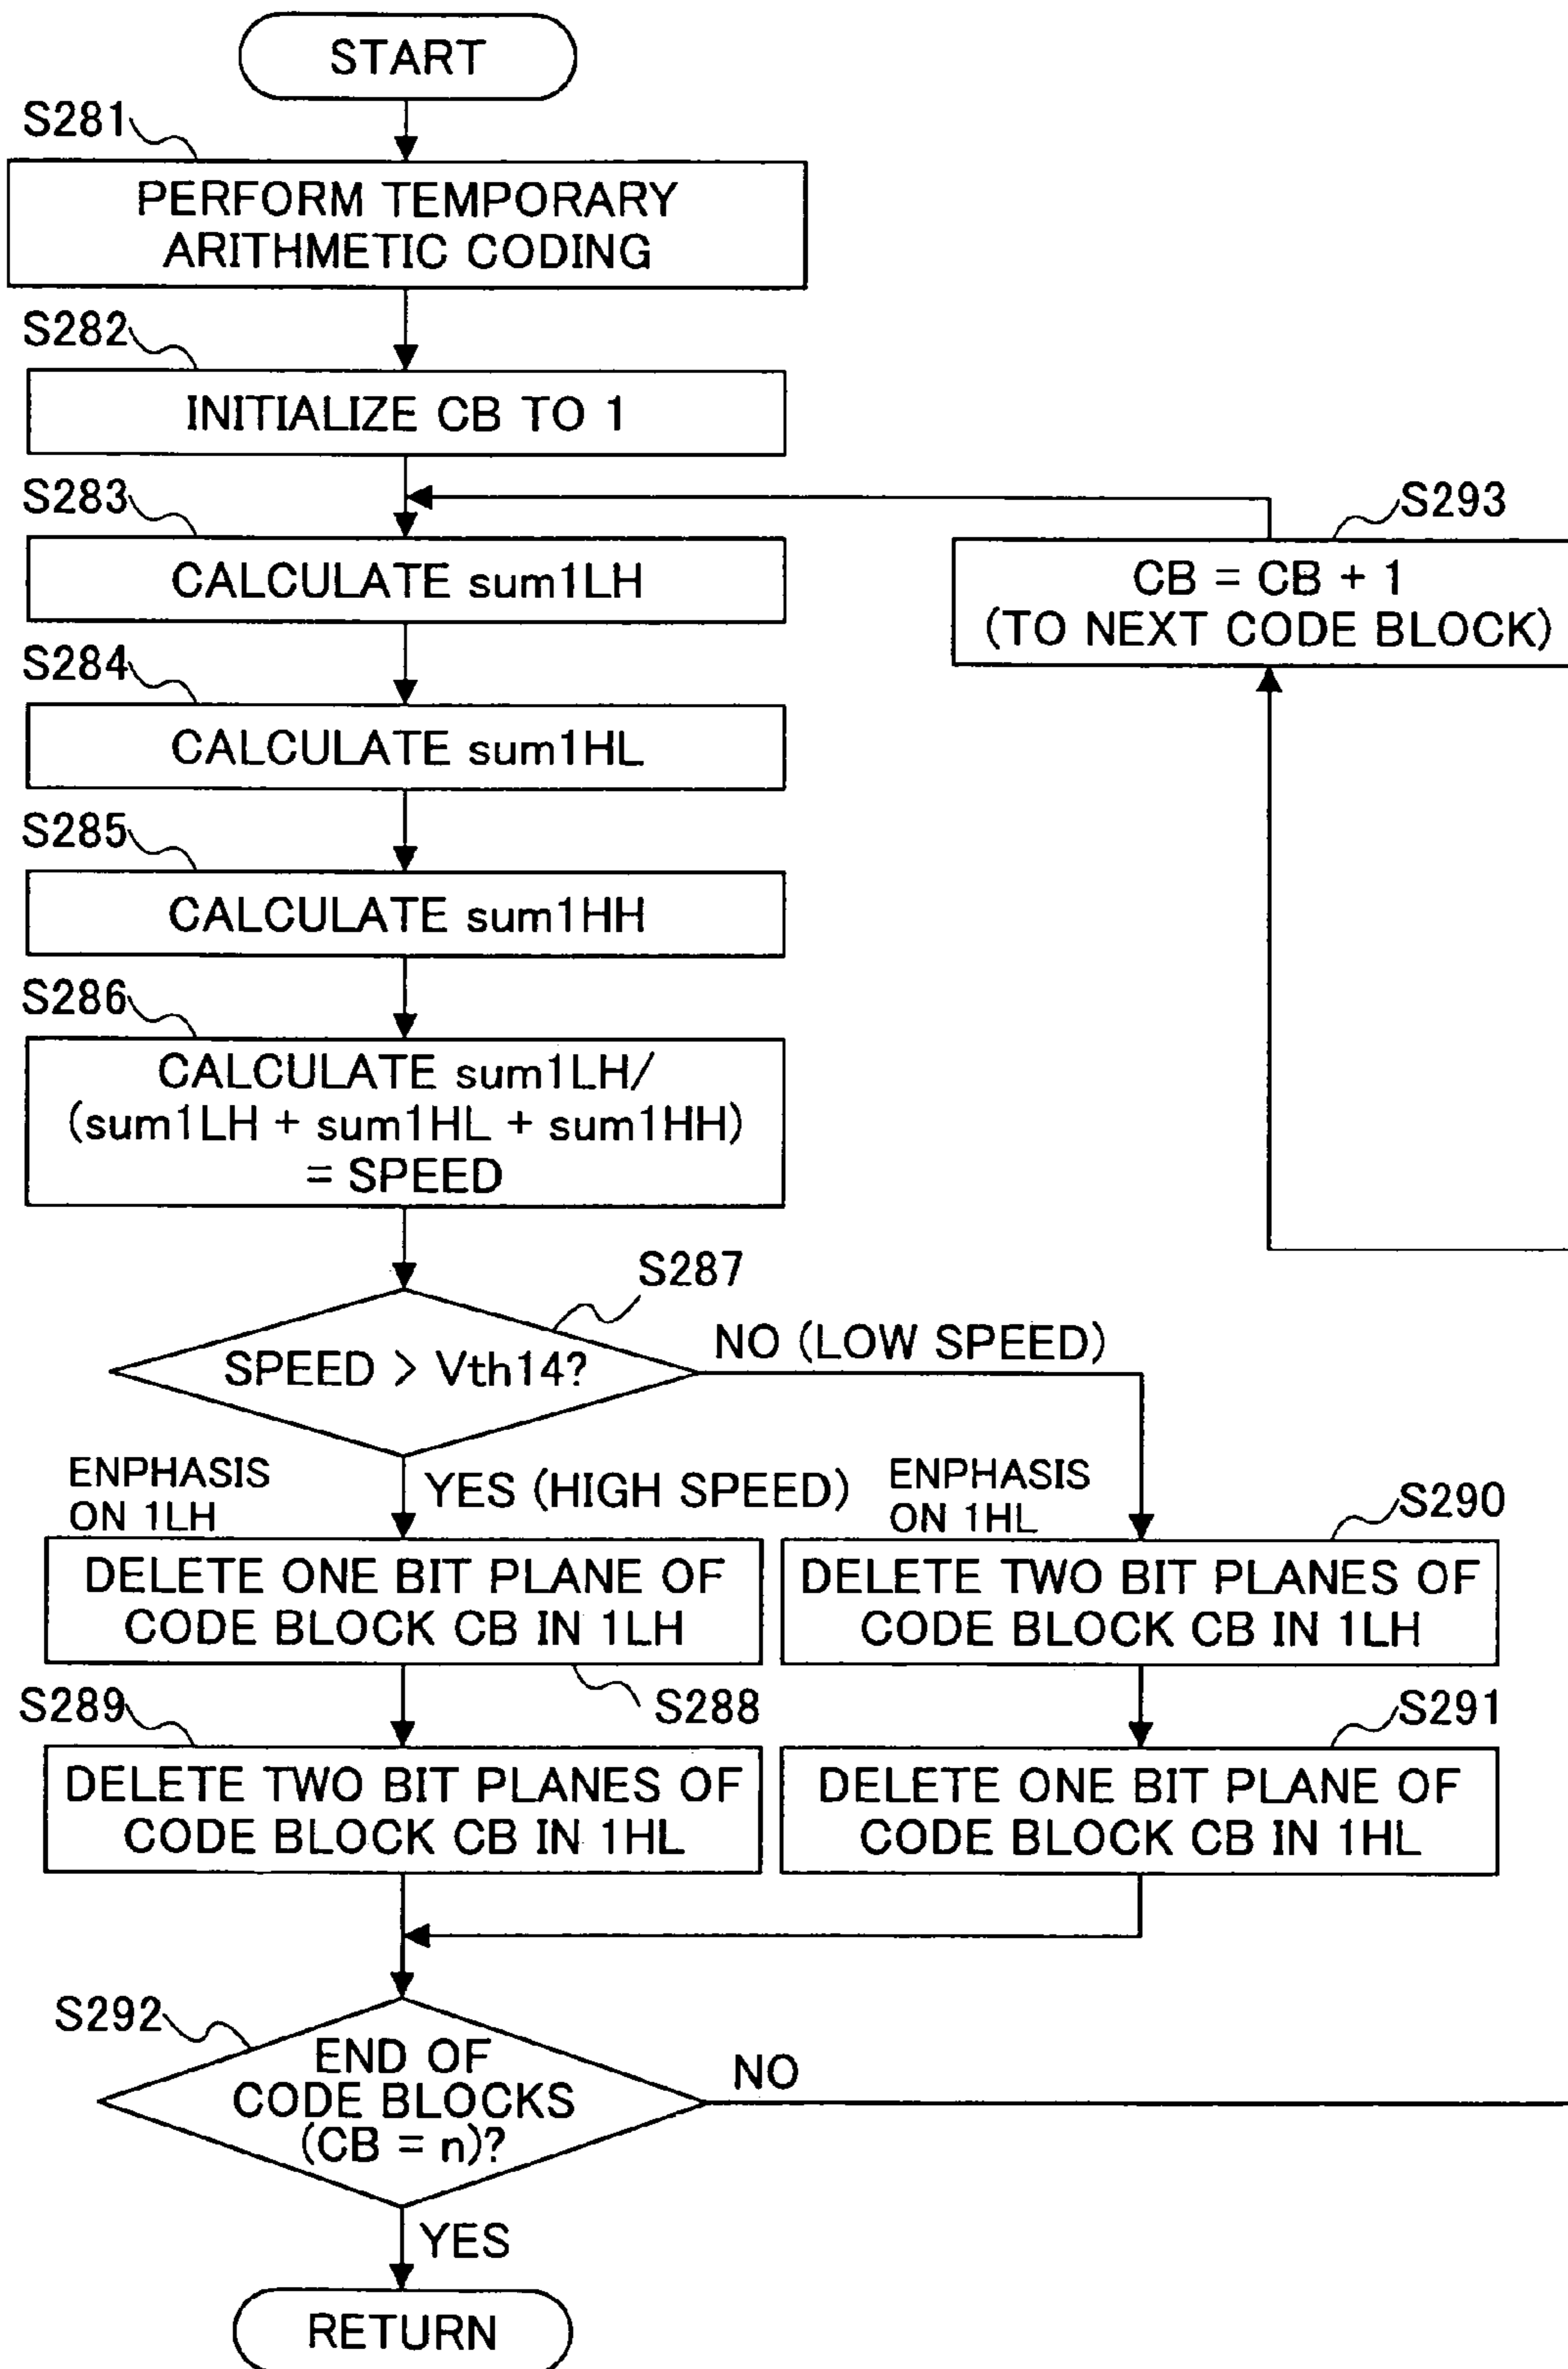 START
S281
PERFORM TEMPORARY
ARITHMETIC CODING
S282
INITIALIZE CB TO 1
S283
CALCULATE sum1LH
S293
CB = CB + 1
(TO NEXT CODE BLOCK)
S284
CALCULATE sum1HL
S285
CALCULATE sum1HH
S286
CALCULATE sum1LH/
(sum1LH + sum1HL + sum1HH)
= SPEED
S287
SPEED > Vth14?
NO (LOW SPEED)
ENPHASIS
ON 1LH
YES (HIGH SPEED)
ENPHASIS
ON 1HL
S290
DELETE ONE BIT PLANE OF
CODE BLOCK CB IN 1LH
S288
DELETE TWO BIT PLANES OF
CODE BLOCK CB IN 1LH
S289
DELETE TWO BIT PLANES OF
CODE BLOCK CB IN 1HL
S291
DELETE ONE BIT PLANE OF
CODE BLOCK CB IN 1HL
S292
END OF
CODE BLOCKS
(CB = n)?
NO
YES
RETURN